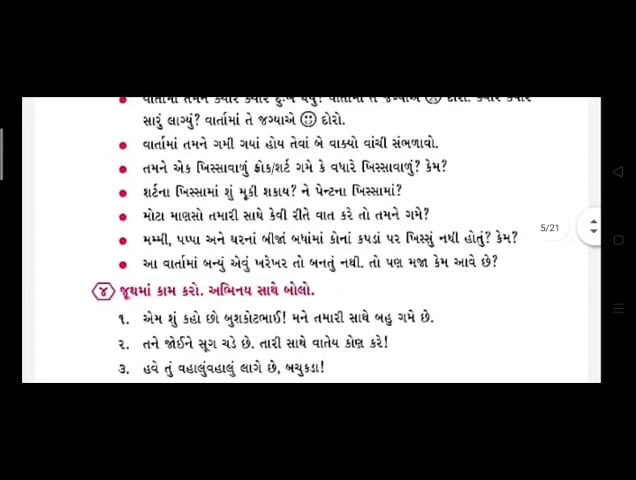 વાર્તામાં તમને ક્યારે ક્યારે દુઃખ થયું? વાર્તામાં તે જગ્યાએ ☹ દોરો. ક્યારે ક્યારે
સારું લાગ્યું? વાર્તામાં તે જગ્યાએ ☺ દોરો.
• વાર્તામાં તમને ગમી ગયાં હોય તેવાં બે વાક્યો વાંચી સંભળાવો.
• તમને એક ખિસ્સાવાળું ફ્રોક/શર્ટ ગમે કે વધારે ખિસ્સાવાળું? કેમ?
• શર્ટના ખિસ્સામાં શું મૂકી શકાય? ને પેન્ટના ખિસ્સામાં?
• મોટા માણસો તમારી સાથે કેવી રીતે વાત કરે તો તમને ગમે?
5/21
• મમ્મી, પપ્પા અને ઘરનાં બીજાં બધાંમાં કોનાં કપડાં પર ખિસ્સું નથી હોતું? કેમ?
• આ વાર્તામાં બન્યું એવું ખરેખર તો બનતું નથી. તો પણ મજા કેમ આવે છે?
૪ જૂથમાં કામ કરો. અભિનય સાથે બોલો.
૧. એમ શું કહો છો બુશકોટભાઈ! મને તમારી સાથે બહુ ગમે છે.
૨. તને જોઈને સૂગ ચડે છે. તારી સાથે વાતેય કોણ કરે!
૩. હવે તું વહાલુંવહાલું લાગે છે, બચુકડા!